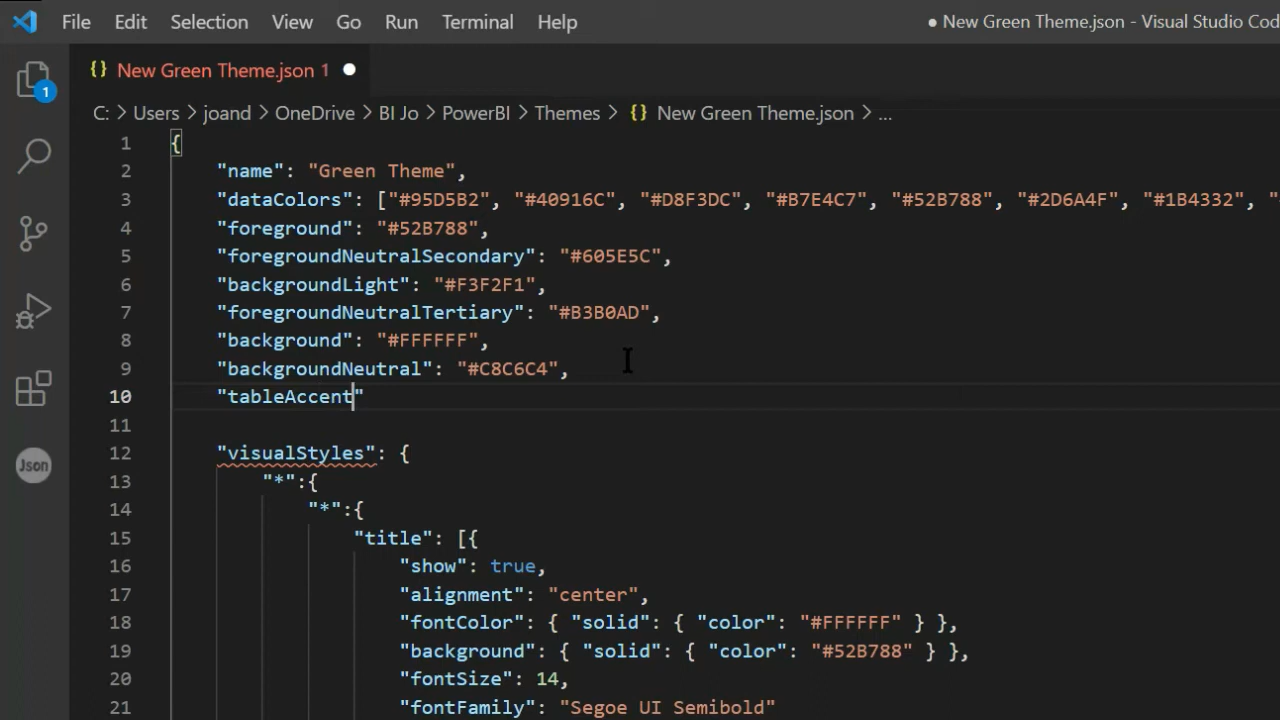 File Edit Selection View Go Run Terminal Help ● New Green Theme.json - Visual Studio Cod
{} New Green Theme.json 1 ●
1
C: > Users > joand > OneDrive > BI Jo > PowerBI > Themes > {} New Green Theme.json > ...
1 {
2 "name": "Green Theme",
3 "dataColors": ["#95D5B2", "#40916C", "#D8F3DC", "#B7E4C7", "#52B788", "#2D6A4F", "#1B4332", "
4 "foreground": "#52B788",
5 "foregroundNeutralSecondary": "#605E5C",
6 "backgroundLight": "#F3F2F1",
7 "foregroundNeutralTertiary": "#B3B0AD",
8 "background": "#FFFFFF",
9 "backgroundNeutral": "#C8C6C4",
10 "tableAccent"
11
12 "visualStyles": {
13 "*":{
14 "*":{
15 "title": [{
16 "show": true,
17 "alignment": "center",
18 "fontColor": { "solid": { "color": "#FFFFFF" } },
19 "background": { "solid": { "color": "#52B788" } },
20 "fontSize": 14,
21 "fontFamily": "Segoe UI Semibold"
Json